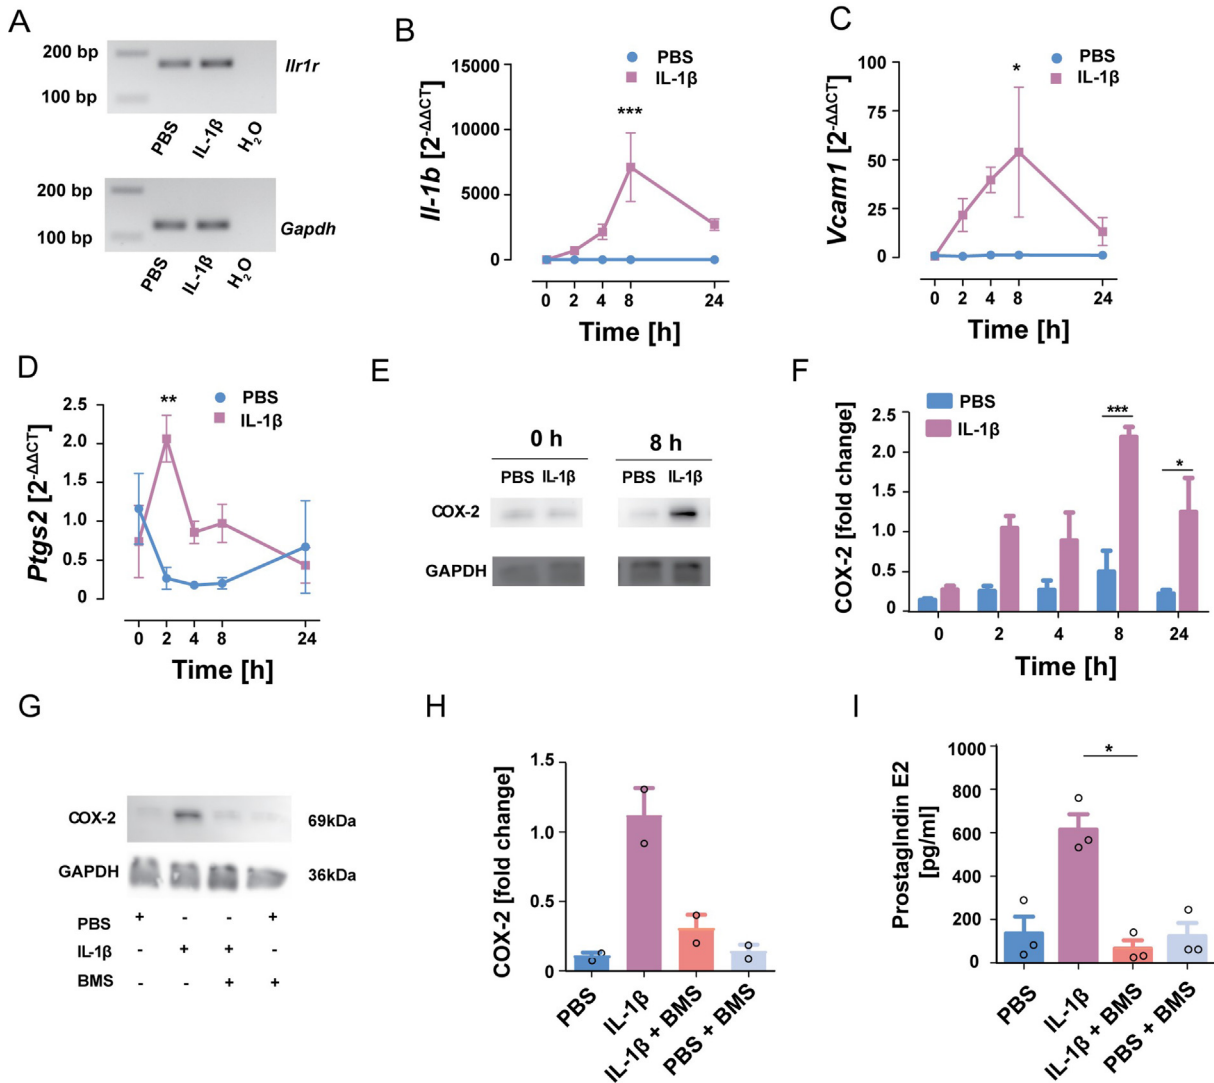 A
200 bp
100 bp
Ilr1r
PBS
IL-1β
H2O
200 bp
100 bp
Gapdh
PBS
IL-1β
H2O
B
PBS
IL-1β
Il-1b [2-ΔΔCT]
15000
10000
5000
0
***
0 2 4 8 24
Time [h]
C
PBS
IL-1β
Vcam1 [2-ΔΔCT]
100
75
50
25
0
*
0 2 4 8 24
Time [h]
D
PBS
IL-1β
Ptgs2 [2-ΔΔCT]
2.5
2.0
1.5
1.0
0.5
0
**
0 2 4 8 24
Time [h]
E
0 h 8 h
PBS IL-1β PBS IL-1β
COX-2
GAPDH
F
PBS
IL-1β
COX-2 [fold change]
2.5
2.0
1.5
1.0
0.5
0
***
*
0 2 4 8 24
Time [h]
G
COX-2 69kDa
GAPDH 36kDa
PBS + - - +
IL-1β - + + -
BMS - - + +
H
COX-2 [fold change]
1.5
1.0
0.5
0
PBS
IL-1β
IL-1β + BMS
PBS + BMS
I
Prostaglndin E2
[pg/ml]
1000
800
600
400
200
0
*
PBS
IL-1β
IL-1β + BMS
PBS + BMS